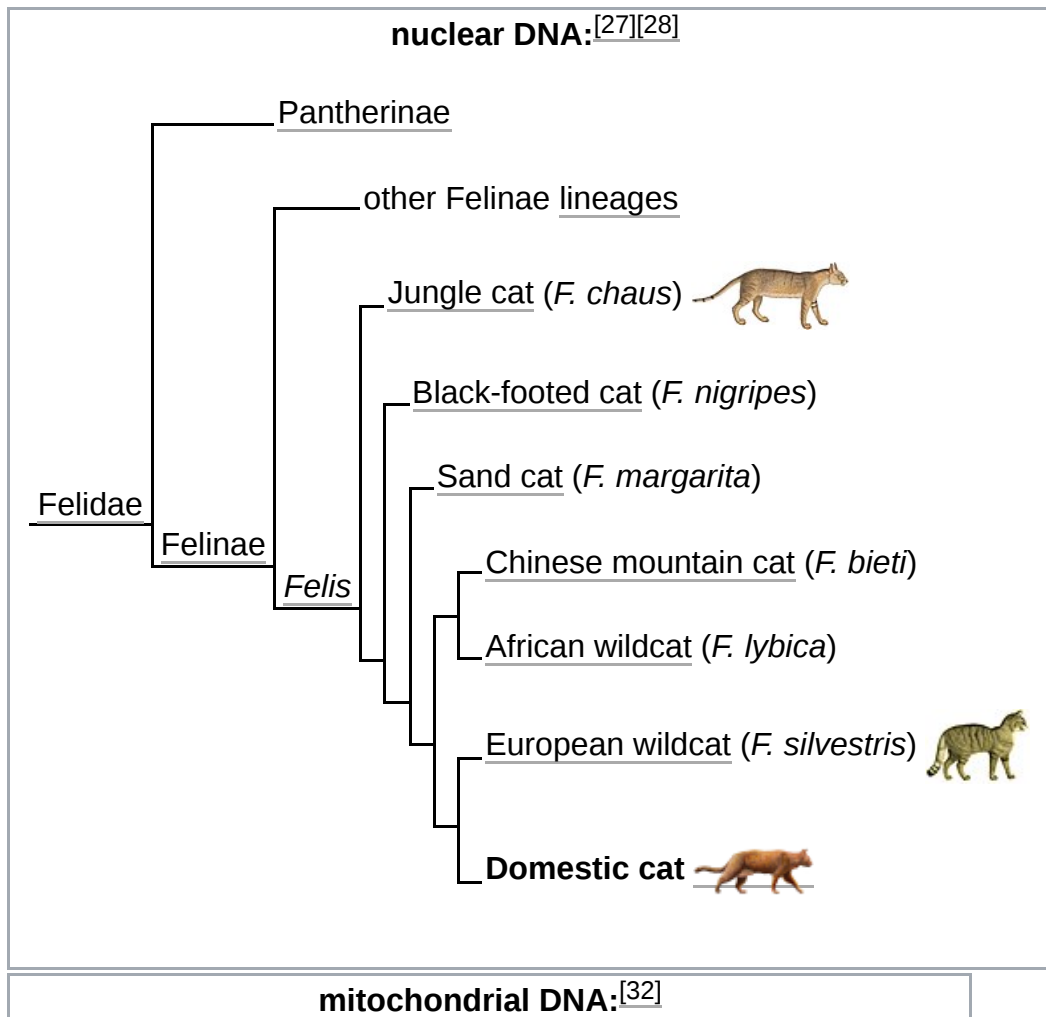 nuclear DNA:[27][28]
Pantherinae
other Felinae lineages
Jungle cat (F. chaus)
Black-footed cat (F. nigripes)
Sand cat (F. margarita)
Felidae
Felinae
Chinese mountain cat (F. bieti)
Felis
African wildcat (F. lybica)
European wildcat (F. silvestris)
Domestic cat
mitochondrial DNA:[32]